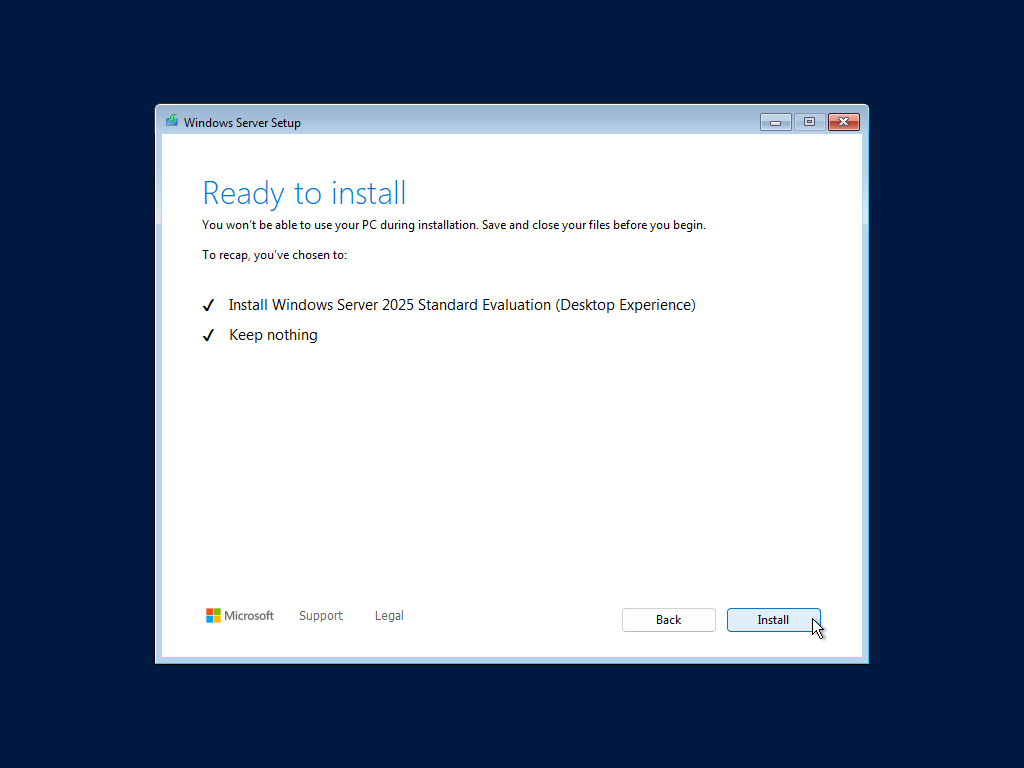 Windows Server Setup
Ready to install
You won't be able to use your PC during installation. Save and close your files before you begin.
To recap, you've chosen to:
Install Windows Server 2025 Standard Evaluation (Desktop Experience)
Keep nothing
Microsoft Support Legal Back Install